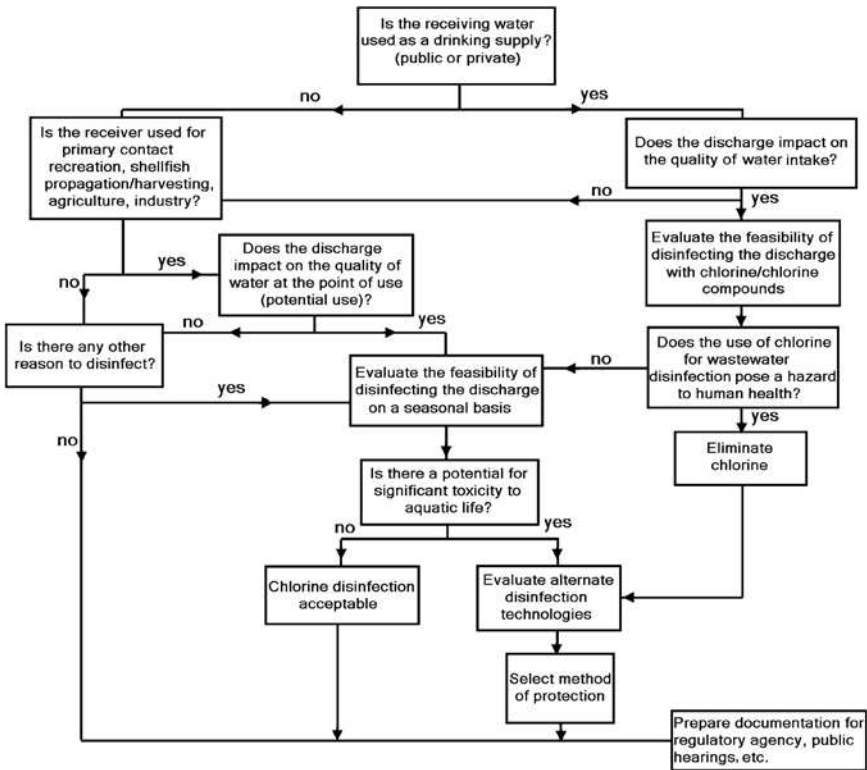 Is the receiving water
used as a drinking supply?
(public or private)
no
yes
Is the receiver used for
primary contact
recreation, shellfish
propagation/harvesting,
agriculture, industry?
Does the discharge impact on
the quality of water intake?
no
yes
Evaluate the feasibility of
disinfecting the discharge
with chlorine/chlorine
compounds
yes
Does the discharge
impact on the quality of
water at the point of use
(potential use)?
no
no
yes
Is there any other
reason to disinfect?
Evaluate the feasibility of
disinfecting the discharge
on a seasonal basis
no
Does the use of chlorine
for wastewater
disinfection pose a hazard
to human health?
yes
yes
no
Eliminate
chlorine
Is there a potential for
significant toxicity to
aquatic life?
no
yes
Chlorine disinfection
acceptable
Evaluate alternate
disinfection
technologies
Select method
of protection
Prepare documentation for
regulatory agency, public
hearings, etc.